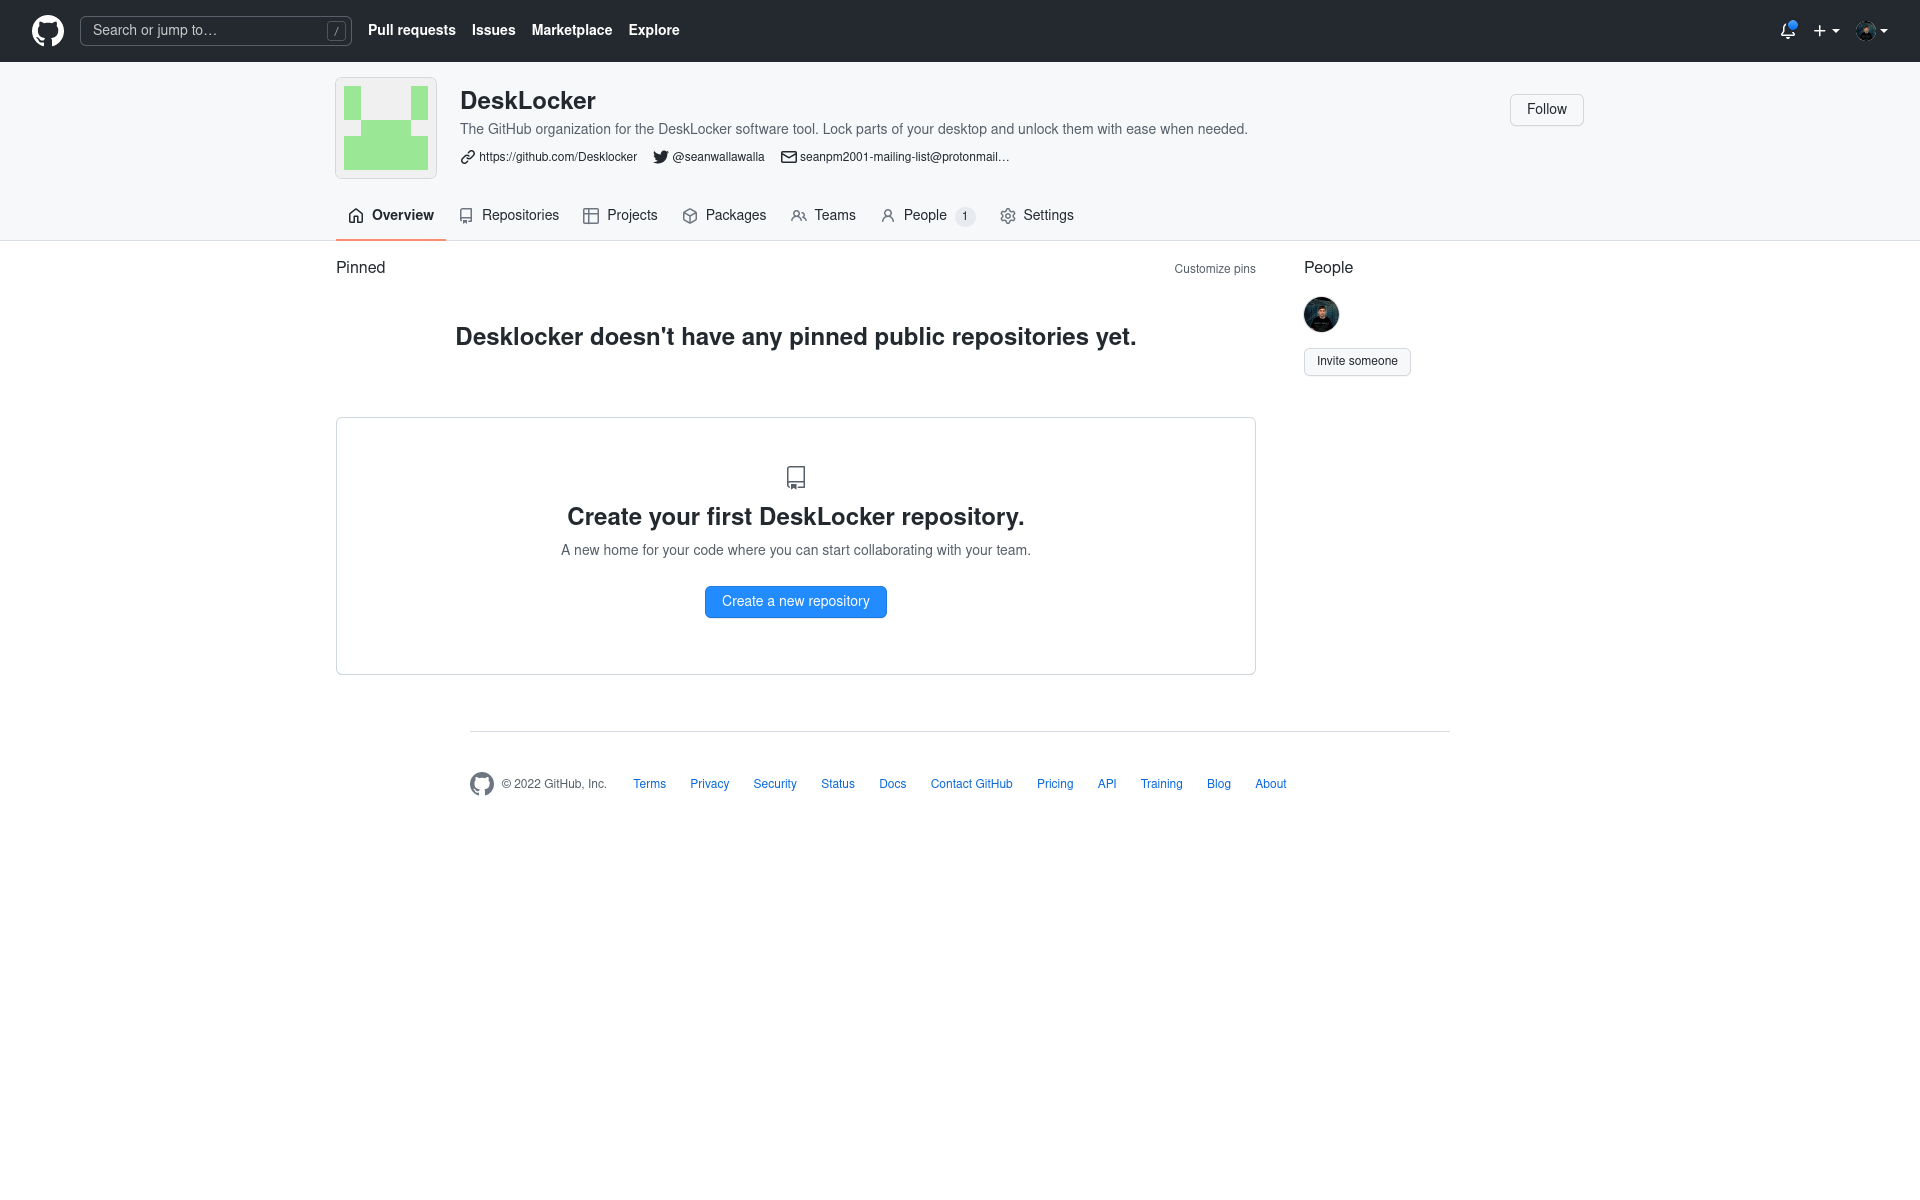 Search or jump to… /
Pull requests Issues Marketplace Explore
DeskLocker
Follow
The GitHub organization for the DeskLocker software tool. Lock parts of your desktop and unlock them with ease when needed.
https://github.com/Desklocker @seanwallawalla seanpm2001-mailing-list@protonmail…
Overview Repositories Projects Packages Teams People 1 Settings
Pinned
Customize pins
People
Desklocker doesn't have any pinned public repositories yet.
Invite someone
Create your first DeskLocker repository.
A new home for your code where you can start collaborating with your team.
Create a new repository
© 2022 GitHub, Inc. Terms Privacy Security Status Docs Contact GitHub Pricing API Training Blog About